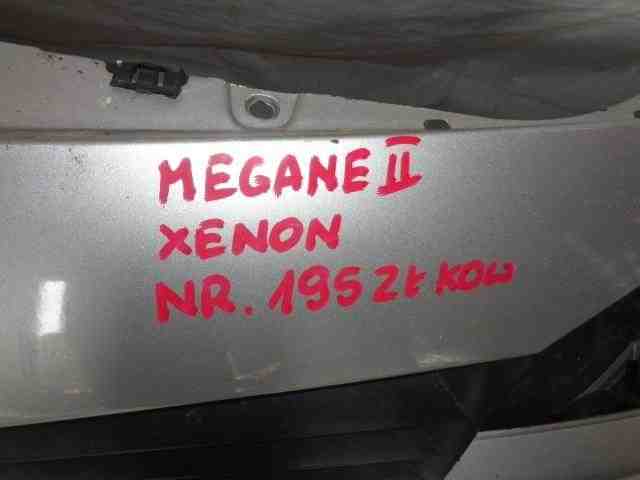 MEGANE II
XENON
NR. 195 ZŁ KOW